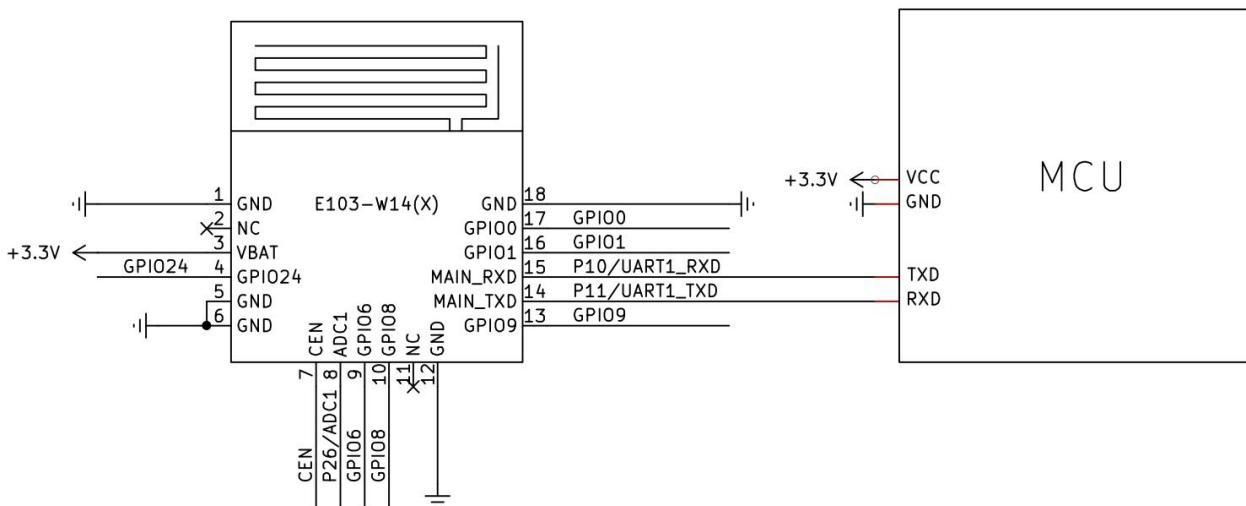 MCU
+3.3V
VCC
GND
TXD
RXD
E103-W14(X)
1 GND
2 NC
+3.3V
3 VBAT
GPIO24 4 GPIO24
5 GND
6 GND
GND 18
GPIO0 17 GPIO0
GPIO1 16 GPIO1
MAIN_RXD 15 P10/UART1_RXD
MAIN_TXD 14 P11/UART1_TXD
GPIO9 13 GPIO9
CEN 7 CEN
ADC1 8 P26/ADC1
GPIO6 9 GPIO6
GPIO8 10 GPIO8
NC 11
GND 12